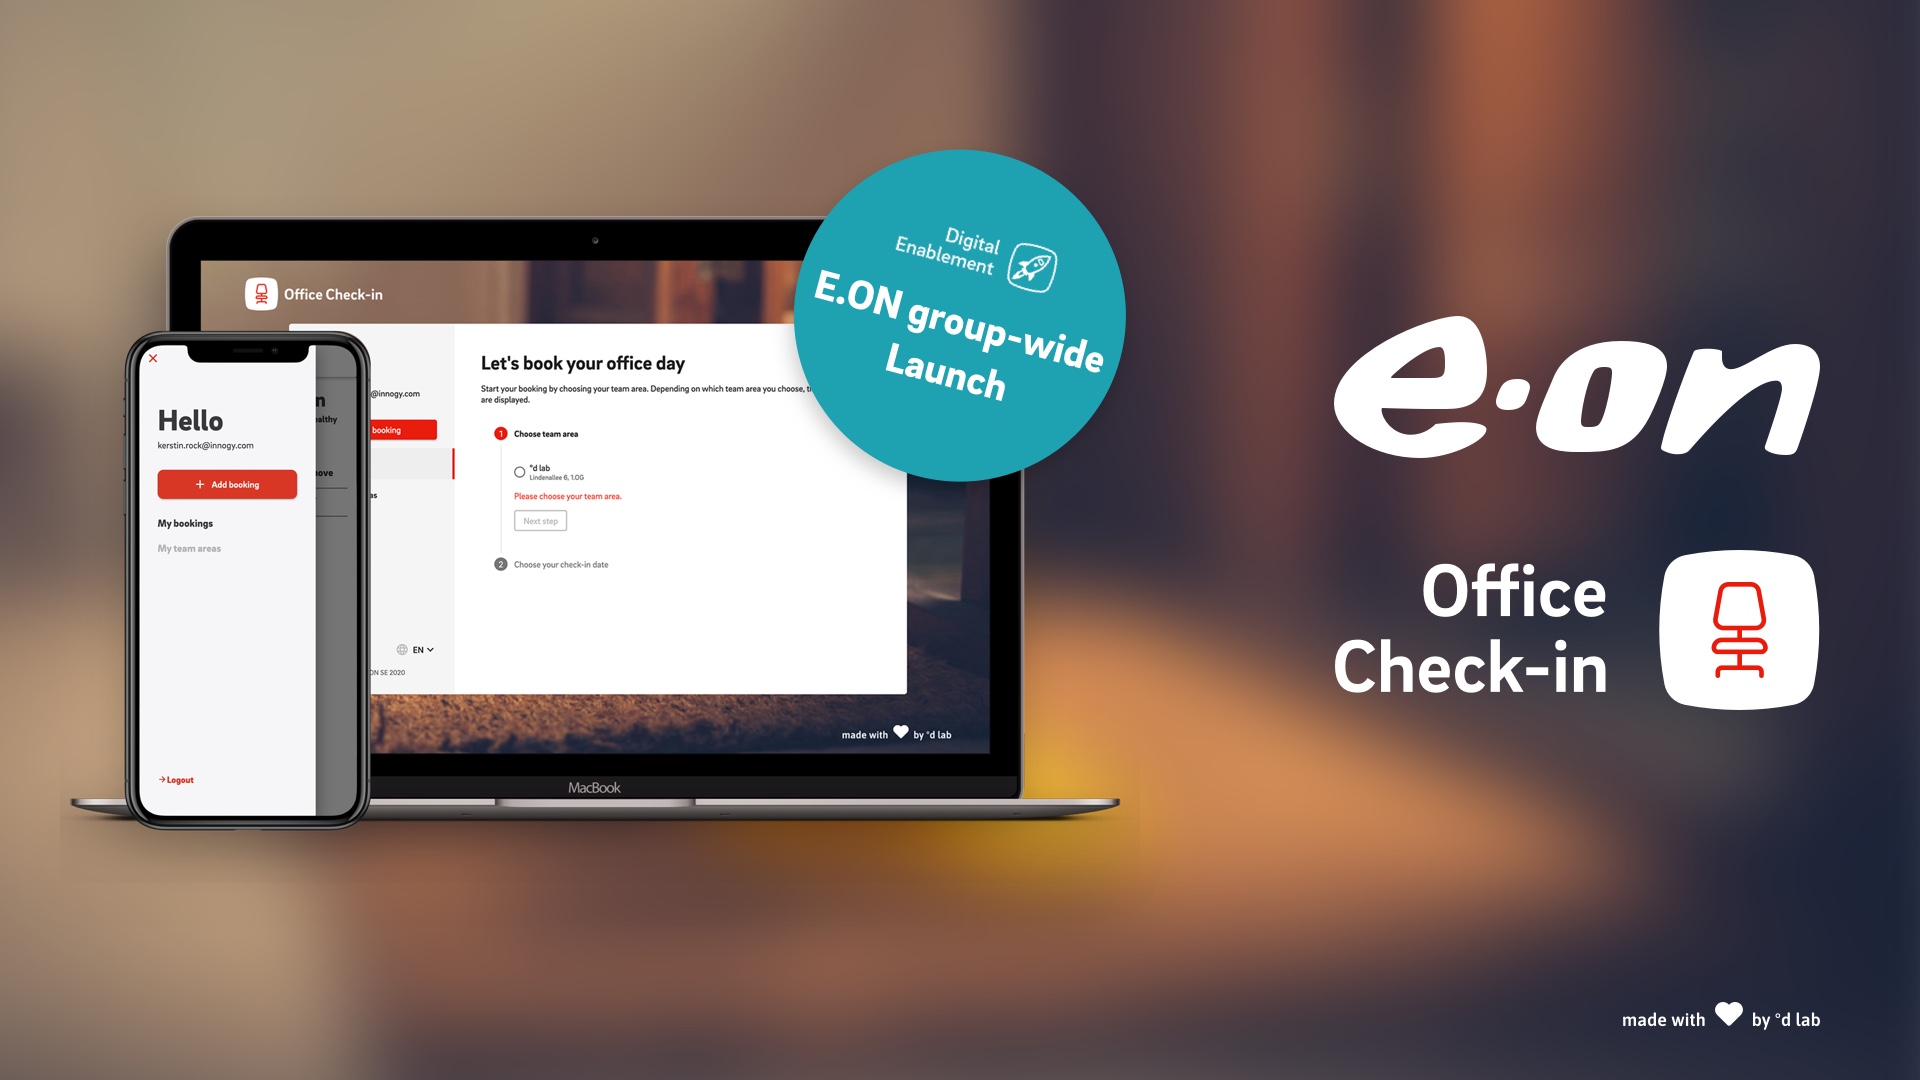 Digital
Enablement
E.ON group-wide
Launch
Office Check-in
Let's book your office day
Start your booking by choosing your team area. Depending on which team area you choose,
are displayed.
@innogy.com
booking
1 Choose team area
°d lab
Lindenallee 6, 1.OG
Please choose your team area.
Next step
2 Choose your check-in date
EN
ON SE 2020
made with by °d lab
MacBook
Hello
kerstin.rock@innogy.com
+ Add booking
My bookings
My team areas
Logout
ealthy
e·on
Office
Check-in
made with by °d lab